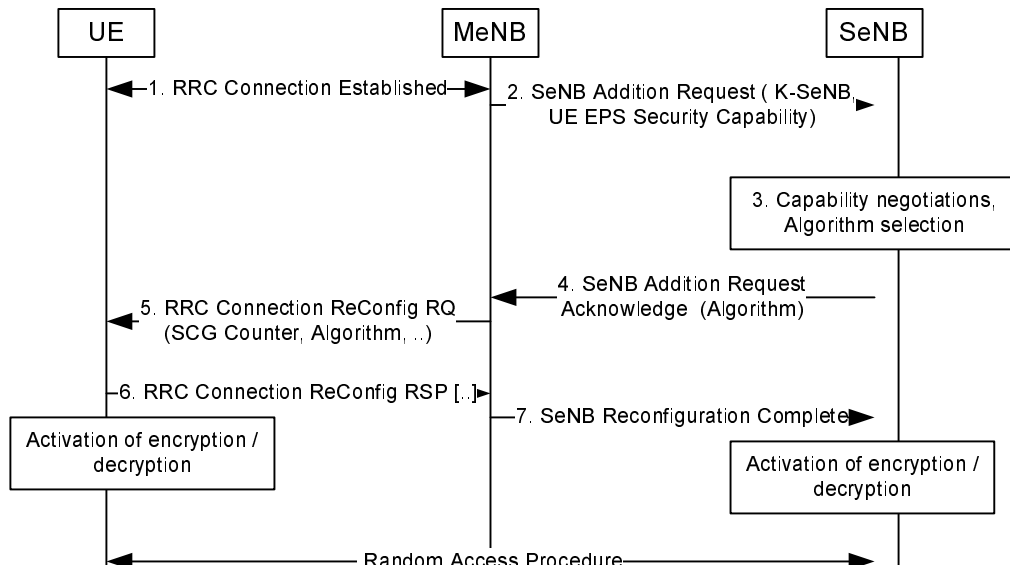 UE
MeNB
SeNB
1. RRC Connection Established
2. SeNB Addition Request ( K-SeNB,
UE EPS Security Capability)
3. Capability negotiations,
Algorithm selection
4. SeNB Addition Request
Acknowledge (Algorithm)
5. RRC Connection ReConfig RQ
(SCG Counter, Algorithm, ..)
6. RRC Connection ReConfig RSP [..]
7. SeNB Reconfiguration Complete
Activation of encryption /
decryption
Activation of encryption /
decryption
Random Access Procedure